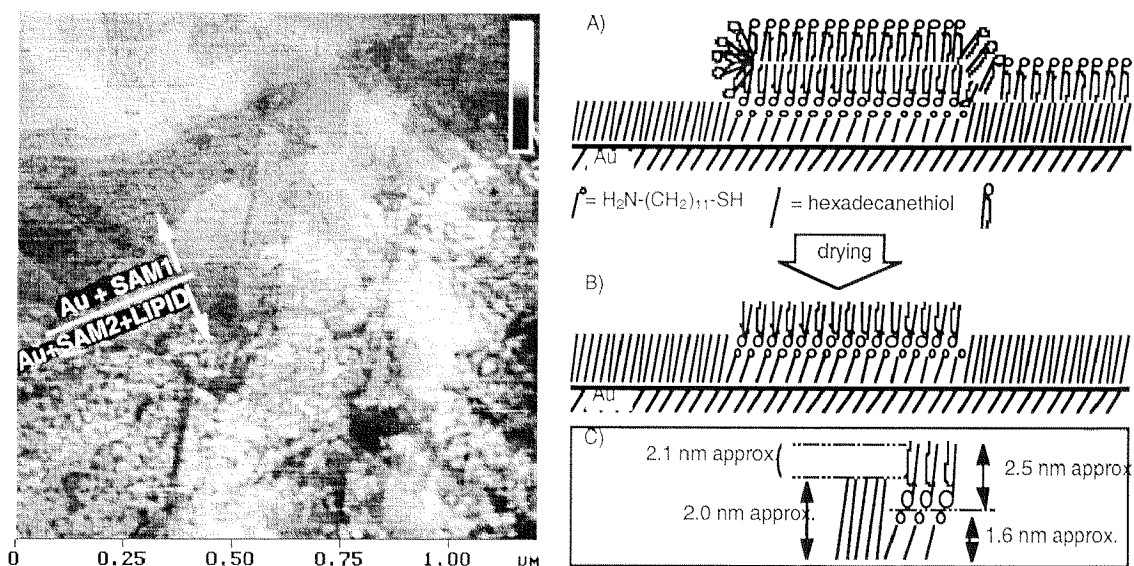 Au + SAM1
Au+SAM2+LIPID
0 0.25 0.50 0.75 1.00 UM
A)
Au
= H₂N-(CH₂)₁₁-SH / = hexadecanethiol
drying
B)
Au
C)
2.1 nm approx.
2.5 nm approx.
2.0 nm approx.
1.6 nm approx.